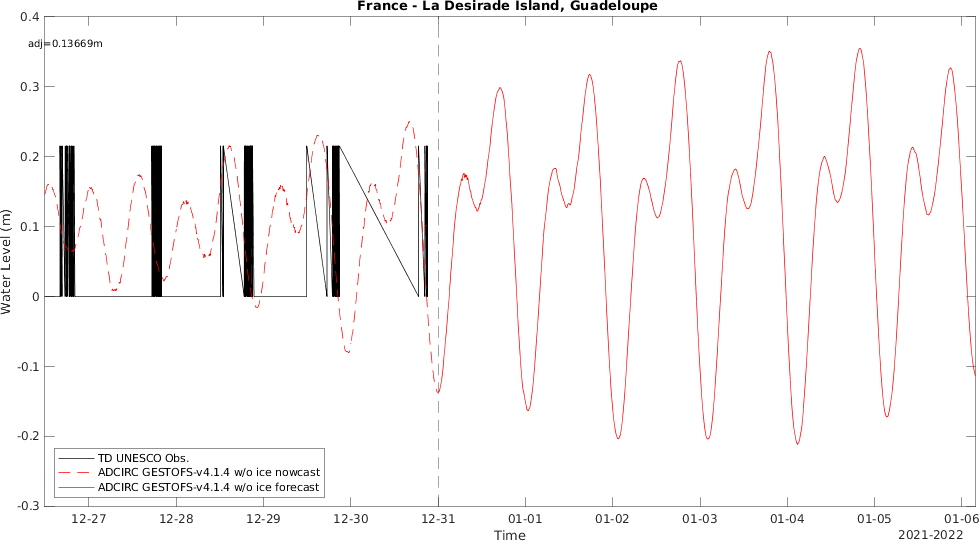 France - La Desirade Island, Guadeloupe
adj=0.13669m
0.4
0.3
0.2
0.1
0
-0.1
-0.2
-0.3
Water Level (m)
TD UNESCO Obs.
ADCIRC GESTOFS-v4.1.4 w/o ice nowcast
ADCIRC GESTOFS-v4.1.4 w/o ice forecast
12-27 12-28 12-29 12-30 12-31 01-01 01-02 01-03 01-04 01-05 01-06
Time
2021-2022